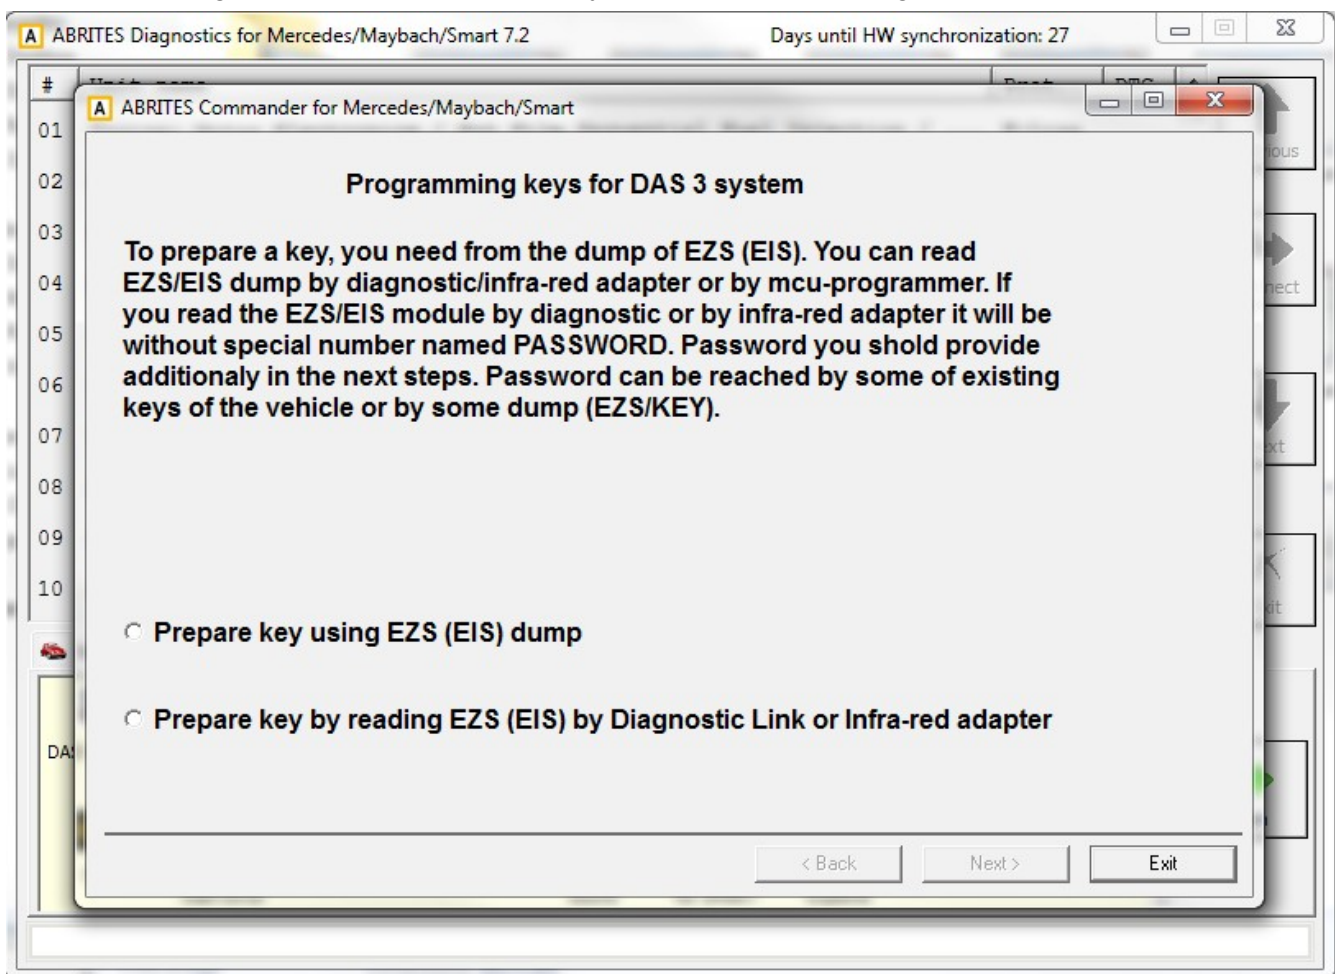 ABRITES Diagnostics for Mercedes/Maybach/Smart 7.2
Days until HW synchronization: 27
#
ABRITES Commander for Mercedes/Maybach/Smart
01
02
03
04
05
06
07
08
09
10
Programming keys for DAS 3 system
To prepare a key, you need from the dump of EZS (EIS). You can read
EZS/EIS dump by diagnostic/infra-red adapter or by mcu-programmer. If
you read the EZS/EIS module by diagnostic or by infra-red adapter it will be
without special number named PASSWORD. Password you shold provide
additionaly in the next steps. Password can be reached by some of existing
keys of the vehicle or by some dump (EZS/KEY).
Prepare key using EZS (EIS) dump
Prepare key by reading EZS (EIS) by Diagnostic Link or Infra-red adapter
< Back
Next >
Exit